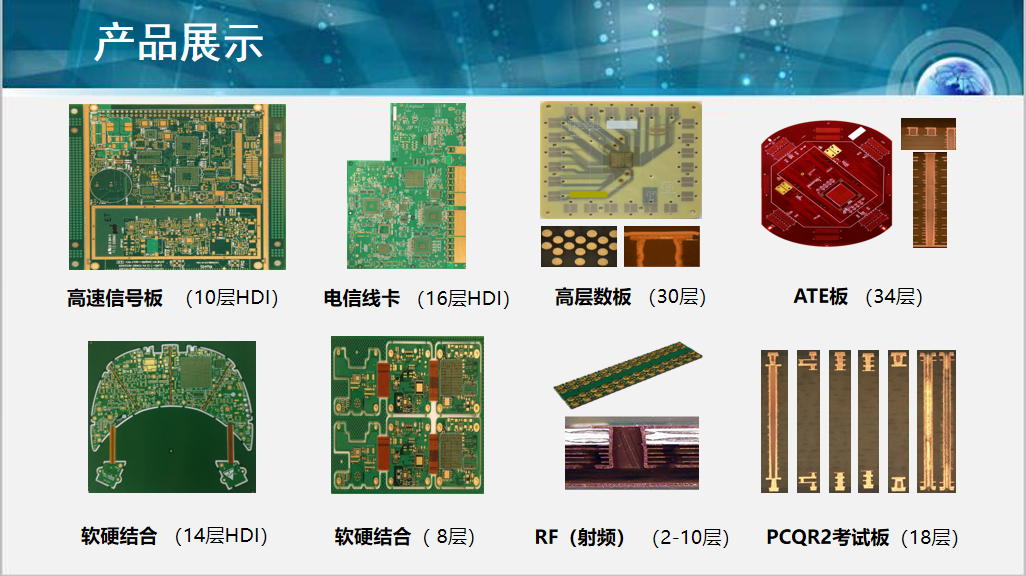 产品展示
高速信号板 （10层HDI）
电信线卡 （16层HDI）
高层数板 （30层）
ATE板 （34层）
软硬结合 （14层HDI）
软硬结合（ 8层）
RF（射频） （2-10层）
PCQR2考试板（18层）